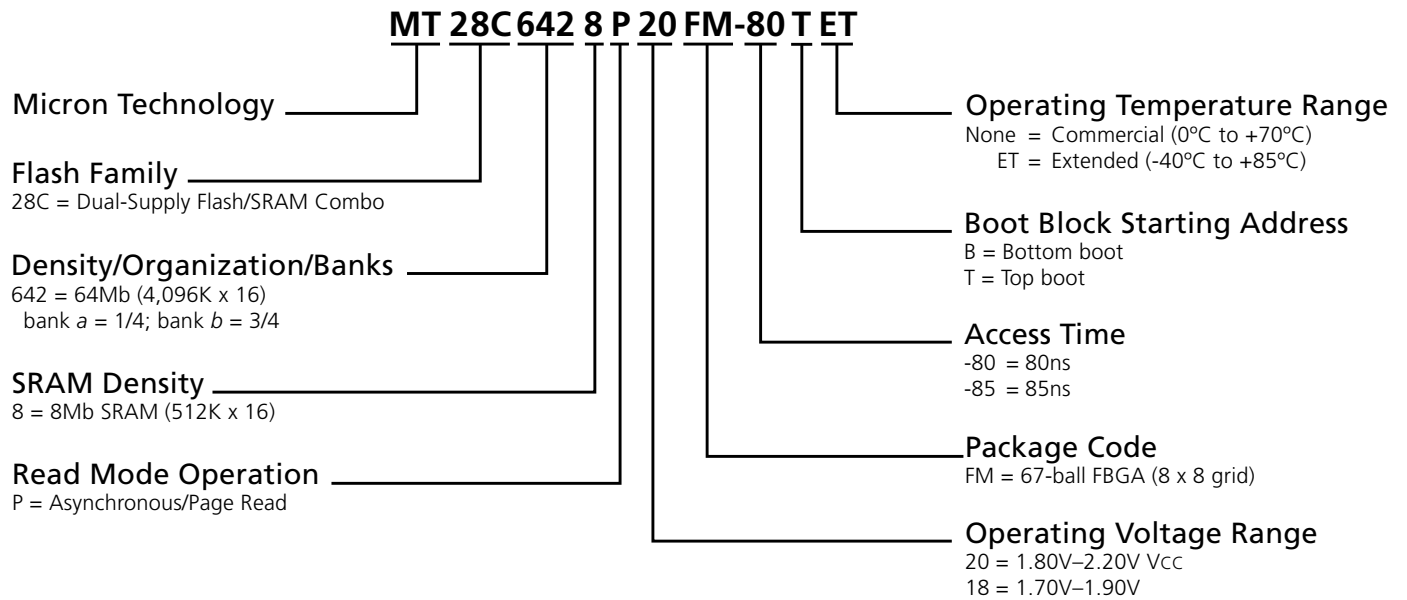 MT 28C 642 8 P 20 FM-80 T ET
Micron Technology
Flash Family
28C = Dual-Supply Flash/SRAM Combo
Density/Organization/Banks
642 = 64Mb (4,096K x 16)
bank a = 1/4; bank b = 3/4
SRAM Density
8 = 8Mb SRAM (512K x 16)
Read Mode Operation
P = Asynchronous/Page Read
Operating Temperature Range
None = Commercial (0ºC to +70ºC)
ET = Extended (-40ºC to +85ºC)
Boot Block Starting Address
B = Bottom boot
T = Top boot
Access Time
-80 = 80ns
-85 = 85ns
Package Code
FM = 67-ball FBGA (8 x 8 grid)
Operating Voltage Range
20 = 1.80V–2.20V VCC
18 = 1.70V–1.90V